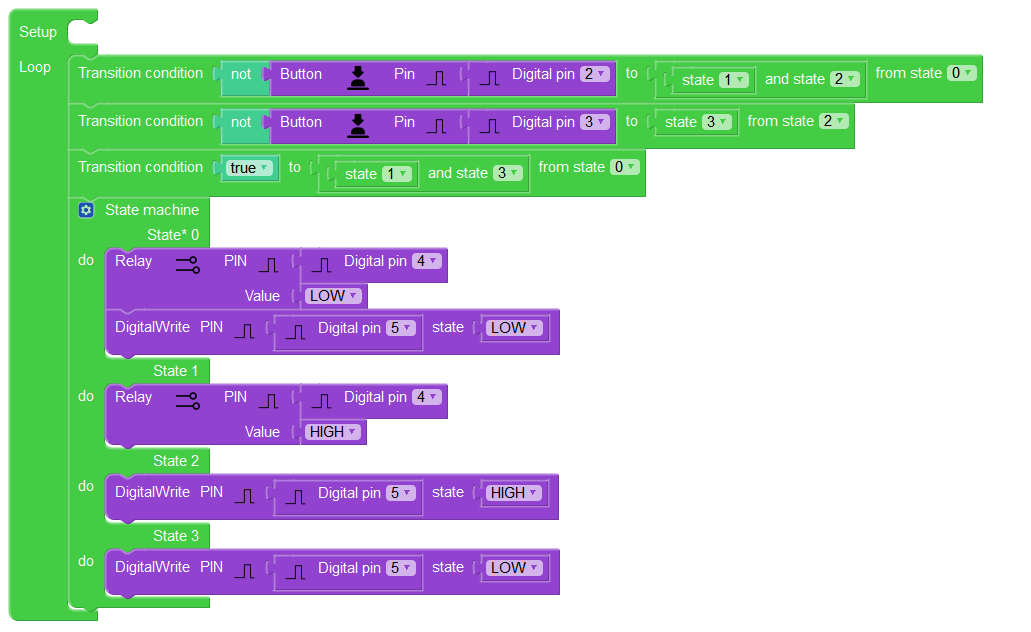 Setup
Loop
Transition condition not Button Pin Digital pin 2 to state 1 and state 2 from state 0
Transition condition not Button Pin Digital pin 3 to state 3 from state 2
Transition condition true to state 1 and state 3 from state 0
State machine
State* 0
do Relay PIN Digital pin 4
Value LOW
DigitalWrite PIN Digital pin 5 state LOW
State 1
do Relay PIN Digital pin 4
Value HIGH
State 2
do DigitalWrite PIN Digital pin 5 state HIGH
State 3
do DigitalWrite PIN Digital pin 5 state LOW